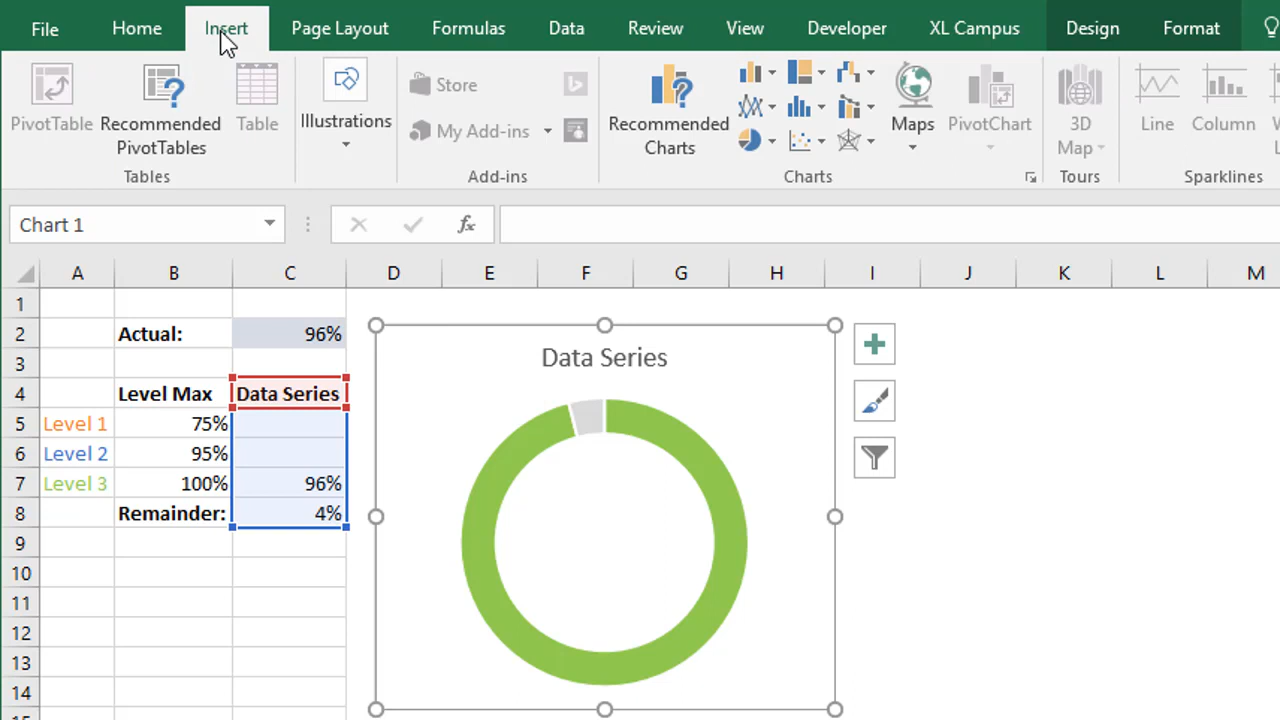 File Home Insert Page Layout Formulas Data Review View Developer XL Campus Design Format
PivotTable Recommended PivotTables Table
Tables
Illustrations
Store
My Add-ins
Add-ins
Recommended Charts
Maps PivotChart
Charts
3D Map
Tours
Line Column
Sparklines
Chart 1 fx
A B C D E F G H I J K L M
1
2 Actual: 96%
3
4 Level Max Data Series
5 Level 1 75%
6 Level 2 95%
7 Level 3 100% 96%
8 Remainder: 4%
9
10
11
12
13
14
Data Series